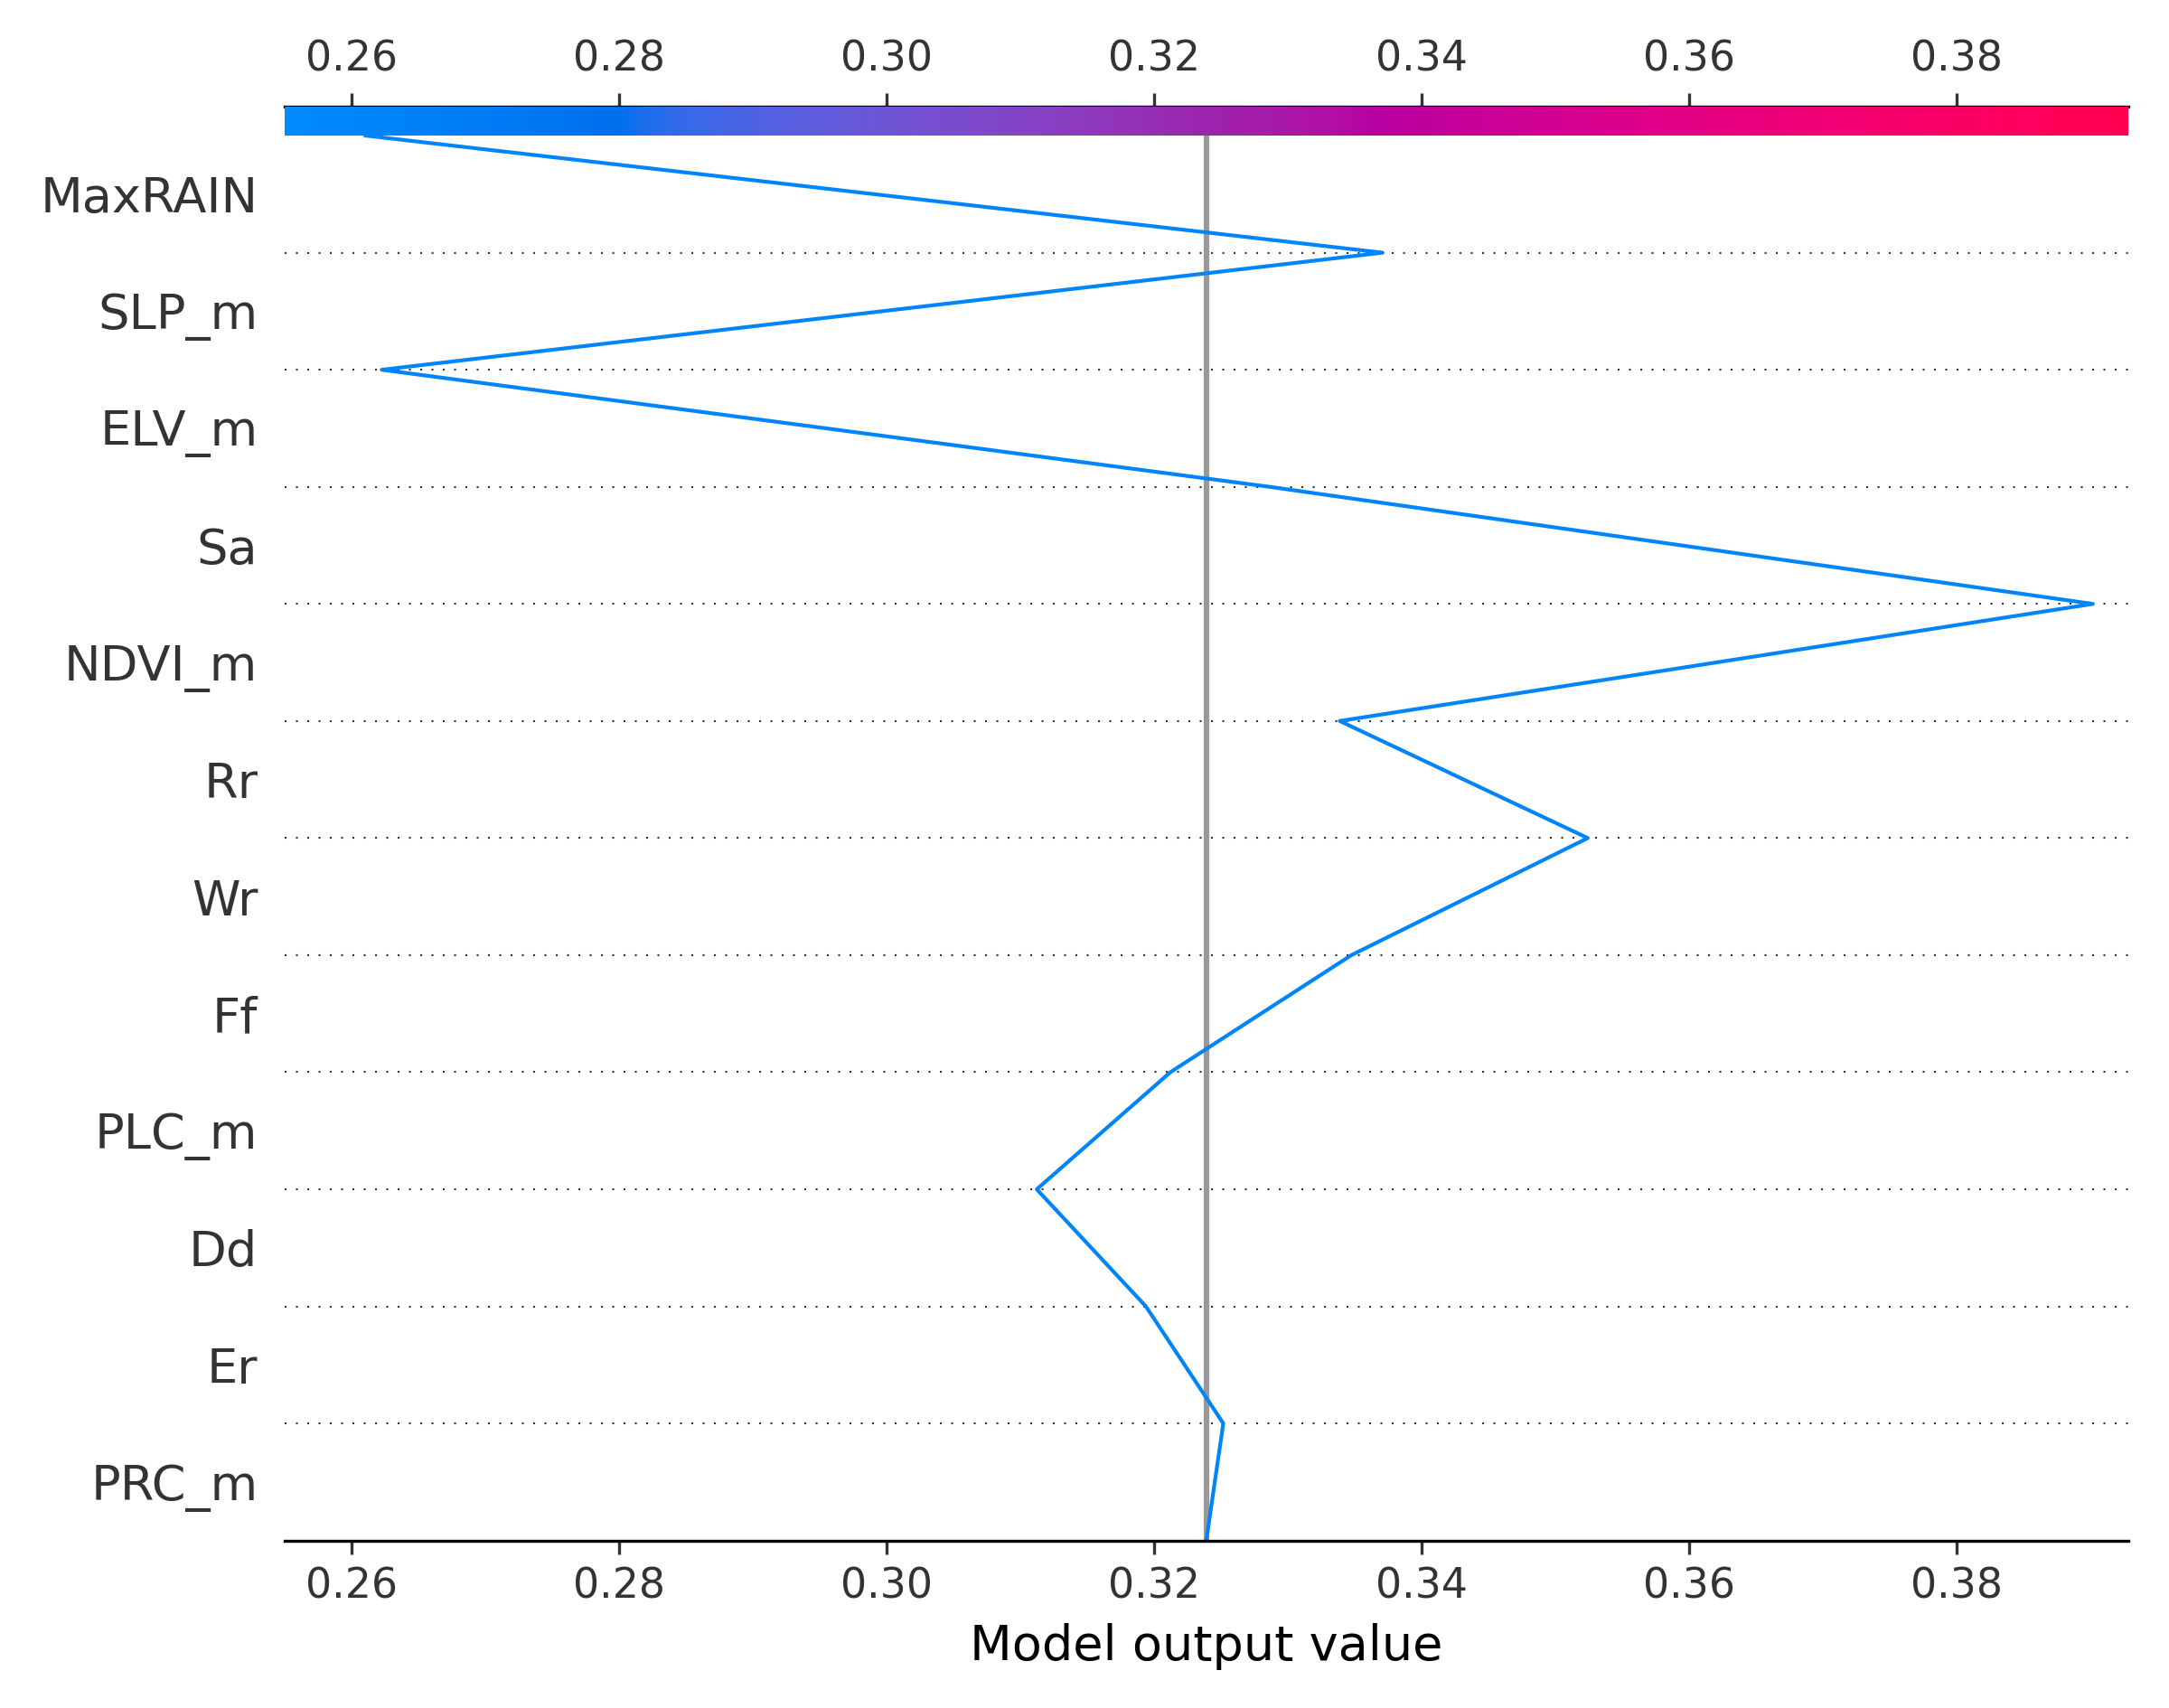 0.26 0.28 0.30 0.32 0.34 0.36 0.38
MaxRAIN
SLP_m
ELV_m
Sa
NDVI_m
Rr
Wr
Ff
PLC_m
Dd
Er
PRC_m
0.26 0.28 0.30 0.32 0.34 0.36 0.38
Model output value